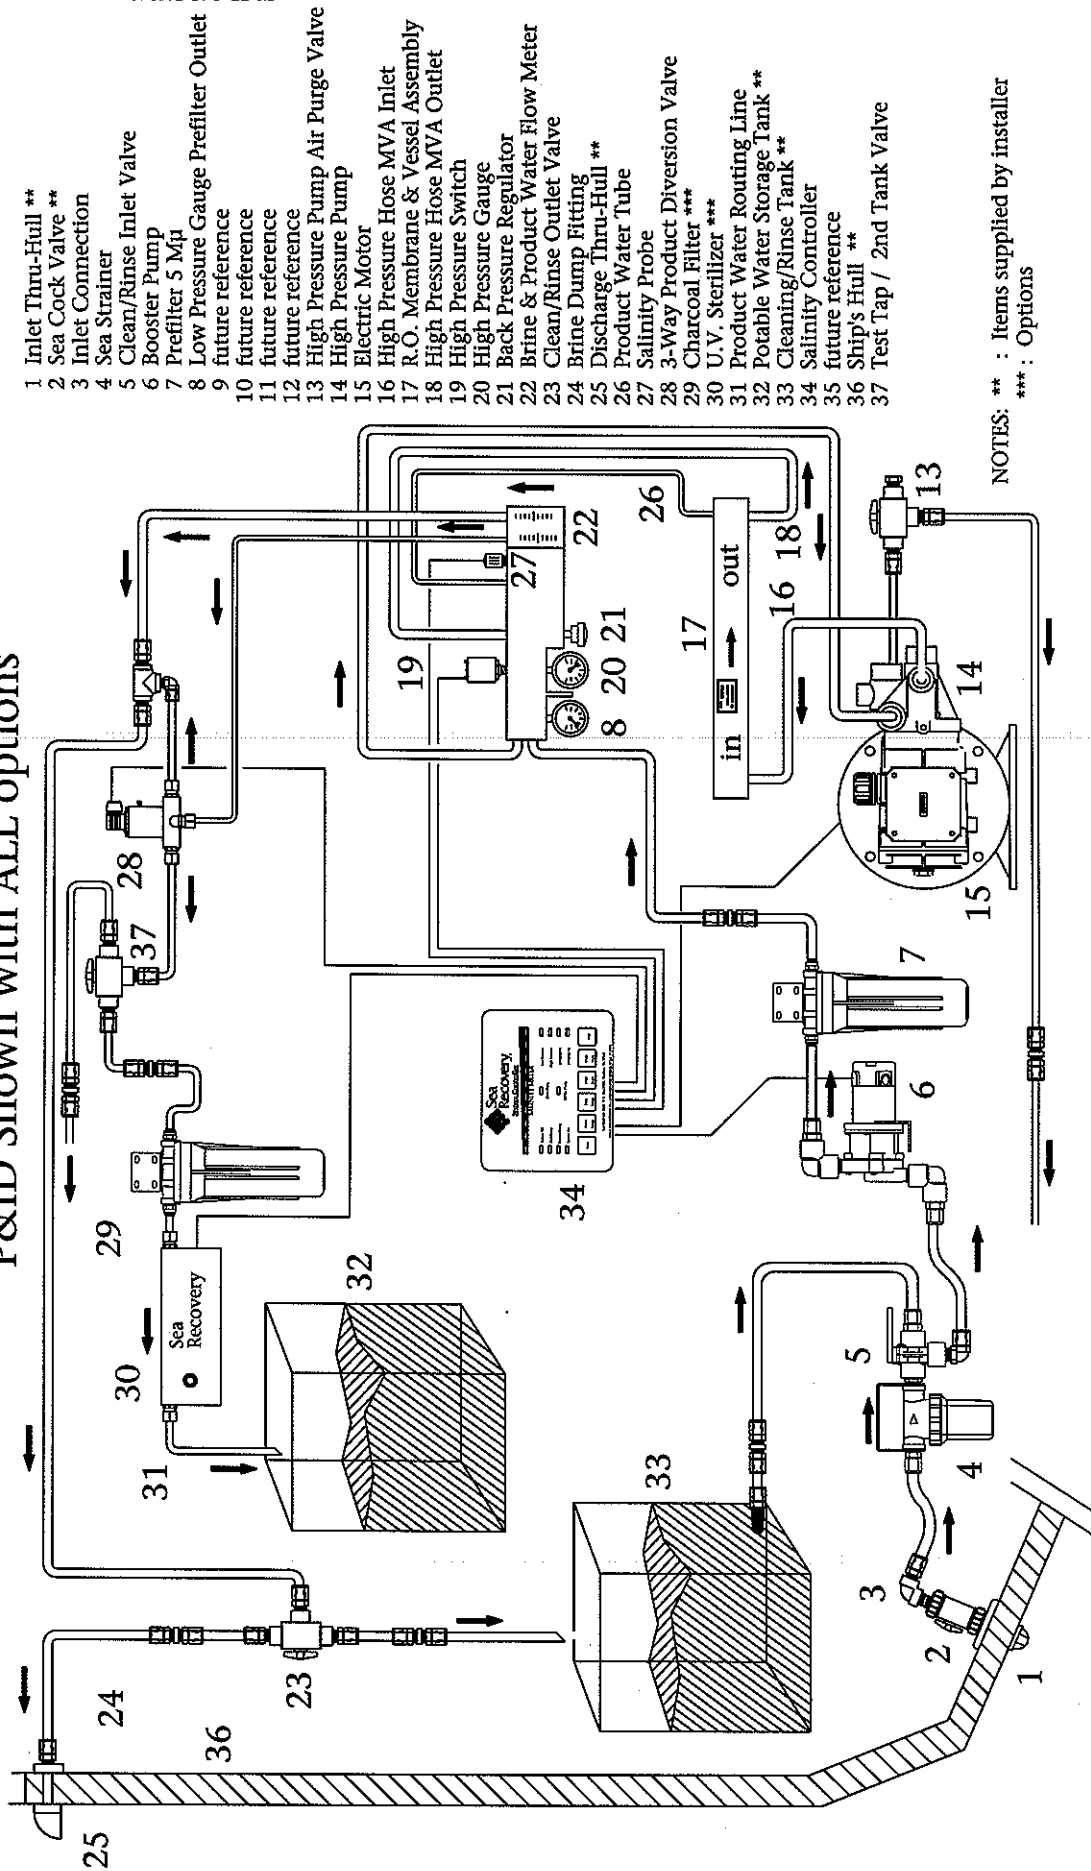 P&ID Shown with ALL options
1 Inlet Thru-Hull **
2 Sea Cock Valve **
3 Inlet Connection
4 Sea Strainer
5 Clean/Rinse Inlet Valve
6 Booster Pump
7 Prefilter 5 Mµ
8 Low Pressure Gauge Prefilter Outlet
9 future reference
10 future reference
11 future reference
12 future reference
13 High Pressure Pump Air Purge Valve
14 High Pressure Pump
15 Electric Motor
16 High Pressure Hose MVA Inlet
17 R.O. Membrane & Vessel Assembly
18 High Pressure Hose MVA Outlet
19 High Pressure Switch
20 High Pressure Gauge
21 Back Pressure Regulator
22 Brine & Product Water Flow Meter
23 Clean/Rinse Outlet Valve
24 Brine Dump Fitting
25 Discharge Thru-Hull **
26 Product Water Tube
27 Salinity Probe
28 3-Way Product Diversion Valve
29 Charcoal Filter ***
30 U.V. Sterilizer ***
31 Product Water Routing Line
32 Potable Water Storage Tank **
33 Cleaning/Rinse Tank **
34 Salinity Controller
35 future reference
36 Ship's Hull **
37 Test Tap / 2nd Tank Valve
NOTES: ** : Items supplied by installer
*** : Options
25
24
36
23
31
30
29
37
28
Sea
Recovery
32
33
34
Sea
Recovery
19
27
22
8
20
21
26
17
in
out
16
18
1
2
3
4
5
6
7
15
14
13